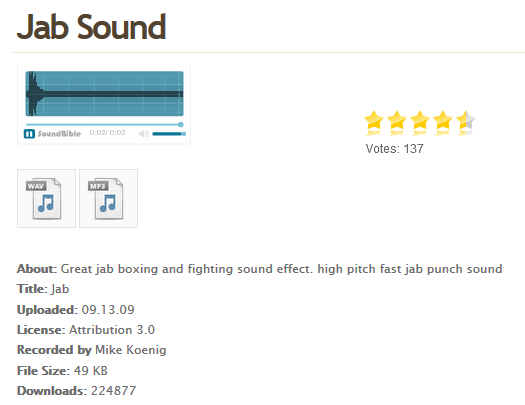 Jab Sound
SoundBible 0:02/ 0:02
Votes: 137
WAV MP3
About: Great jab boxing and fighting sound effect. high pitch fast jab punch sound
Title: Jab
Uploaded: 09.13.09
License: Attribution 3.0
Recorded by Mike Koenig
File Size: 49 KB
Downloads: 224877